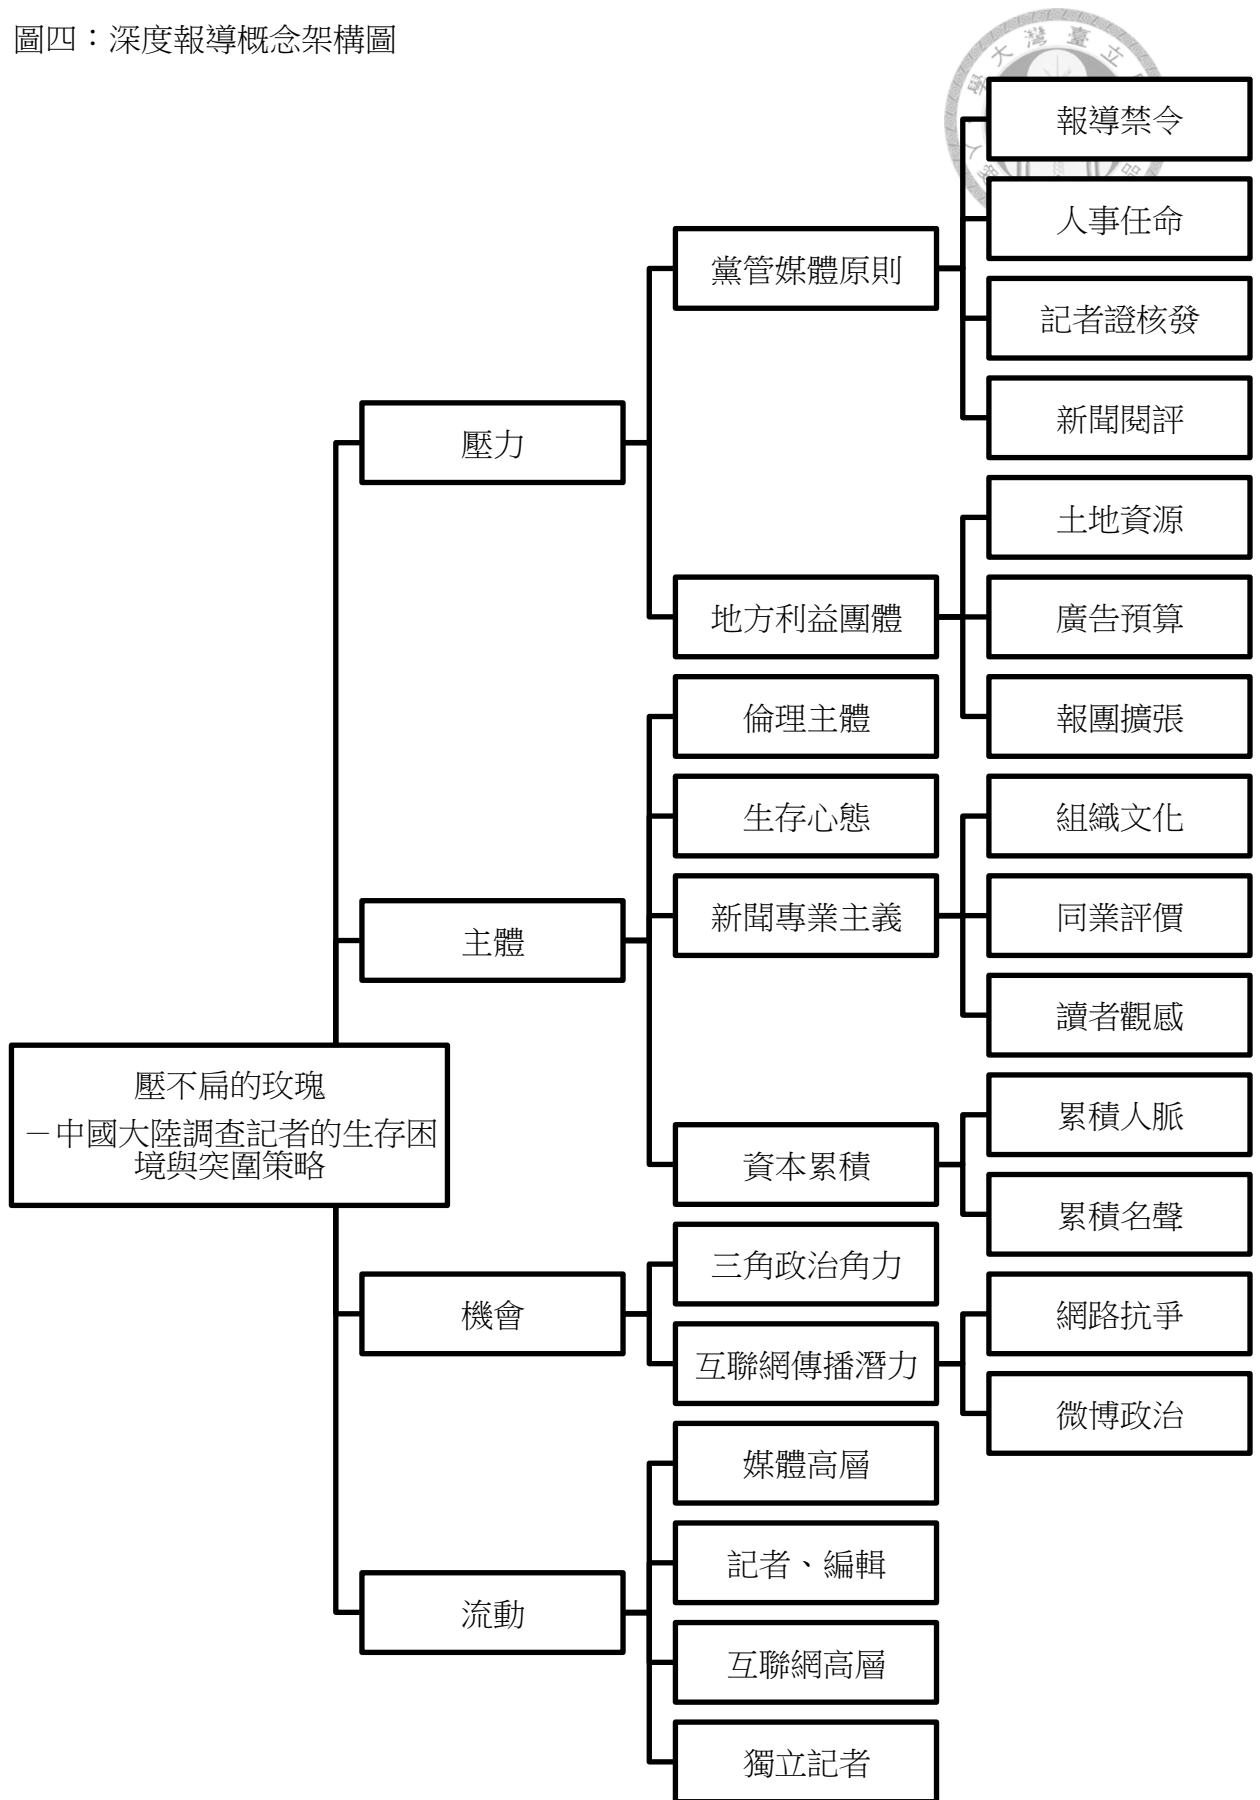 圖四：深度報導概念架構圖
報導禁令
人事任命
黨管媒體原則
記者證核發
新聞閱評
壓力
土地資源
地方利益團體
廣告預算
報團擴張
倫理主體
生存心態
組織文化
新聞專業主義
同業評價
主體
讀者觀感
壓不扁的玫瑰
－中國大陸調查記者的生存困
境與突圍策略
累積人脈
資本累積
累積名聲
三角政治角力
機會
網路抗爭
互聯網傳播潛力
微博政治
媒體高層
記者、編輯
流動
互聯網高層
獨立記者